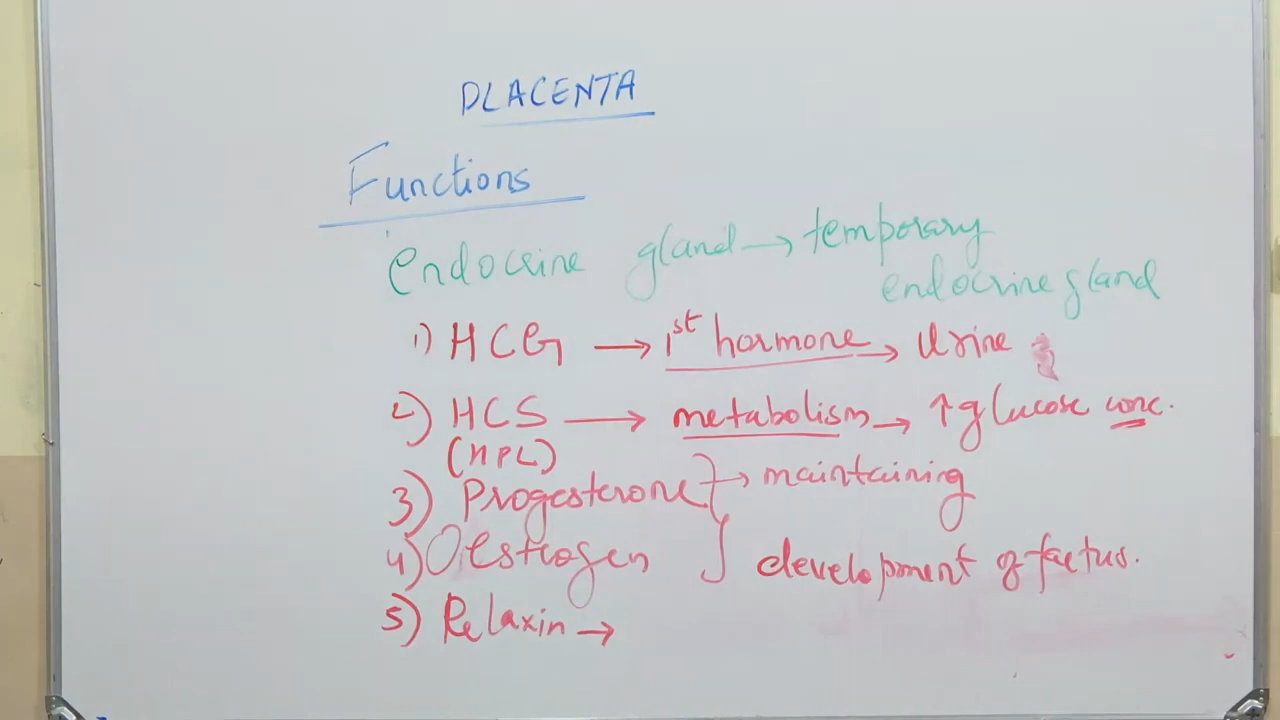 PLACENTA
Functions
endocrine gland → temporary
endocrine gland
1) HCG → 1st hormone → Urine
2) HCS → metabolism → ↑ glucose conc.
(HPL)
3) Progesterone } → maintaining
4) Oestrogen development of faetus.
5) Relaxin →